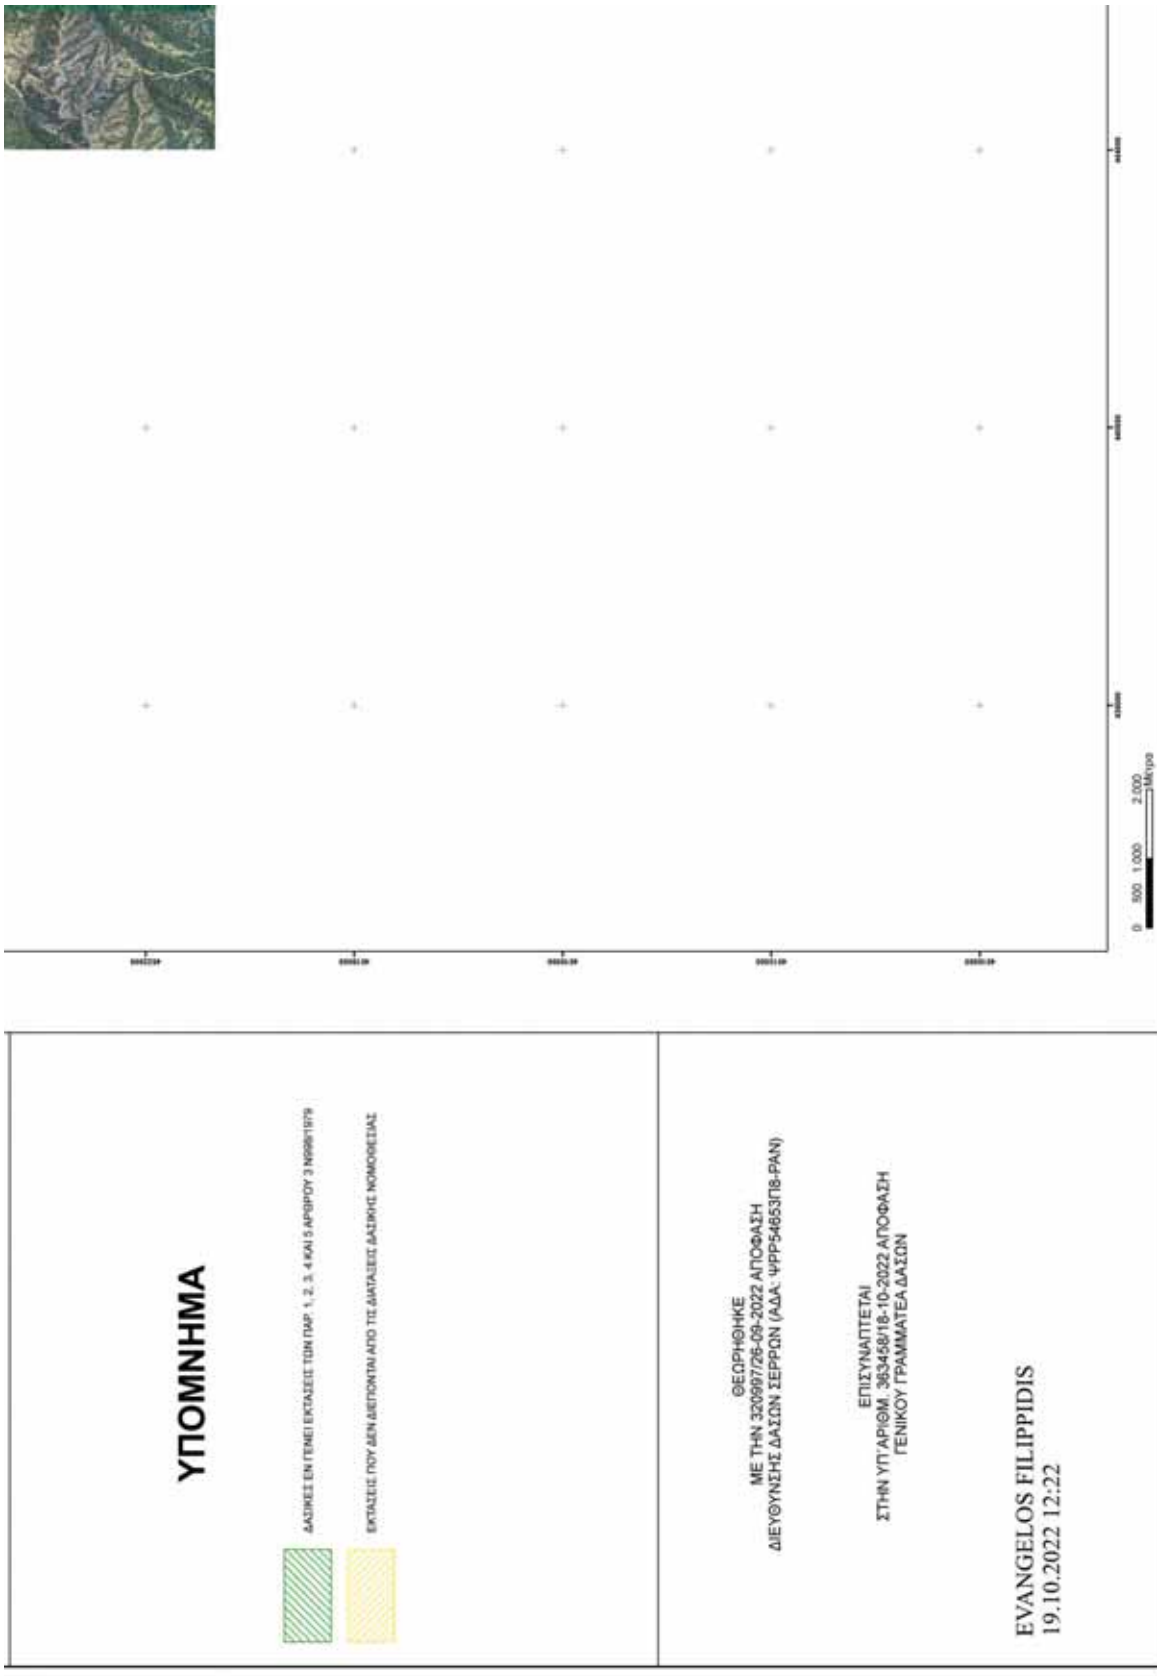 ΥΠΟΜΝΗΜΑ
ΔΑΣΙΚΕΣ ΕΝ ΓΕΝΕΙ ΕΚΤΑΣΕΙΣ ΤΩΝ ΠΑΡ. 1, 2, 3, 4 ΚΑΙ 5 ΑΡΘΡΟΥ 3 Ν998/1979
ΕΚΤΑΣΕΙΣ ΠΟΥ ΔΕΝ ΔΙΕΠΟΝΤΑΙ ΑΠΟ ΤΙΣ ΔΙΑΤΑΞΕΙΣ ΔΑΣΙΚΗΣ ΝΟΜΟΘΕΣΙΑΣ
ΘΕΩΡΗΘΗΚΕ
ΜΕ ΤΗΝ 320997/26-09-2022 ΑΠΟΦΑΣΗ
ΔΙΕΥΘΥΝΣΗΣ ΔΑΣΩΝ ΣΕΡΡΩΝ (ΑΔΑ: ΨΡΡ54653Π8-ΡΑΝ)
ΕΠΙΣΥΝΑΠΤΕΤΑΙ
ΣΤΗΝ ΥΠ'ΑΡΙΘΜ. 363458/18-10-2022 ΑΠΟΦΑΣΗ
ΓΕΝΙΚΟΥ ΓΡΑΜΜΑΤΕΑ ΔΑΣΩΝ
EVANGELOS FILIPPIDIS
19.10.2022 12:22
0 500 1.000 2.000
Μέτρα